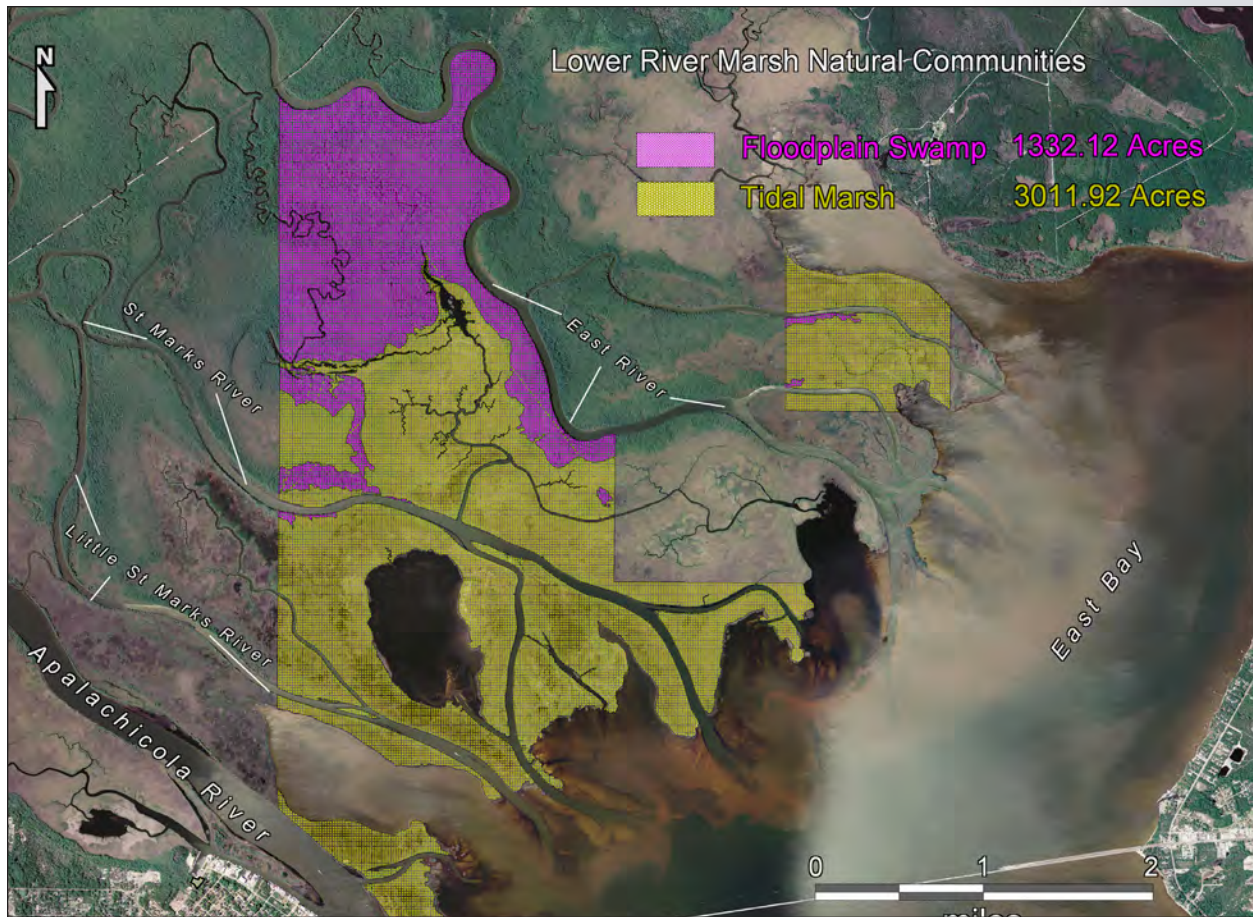 N
Lower River Marsh Natural Communities
Floodplain Swamp 1332.12 Acres
Tidal Marsh 3011.92 Acres
St Marks River
East River
Little St Marks River
Apalachicola River
East Bay
0 1 2
miles